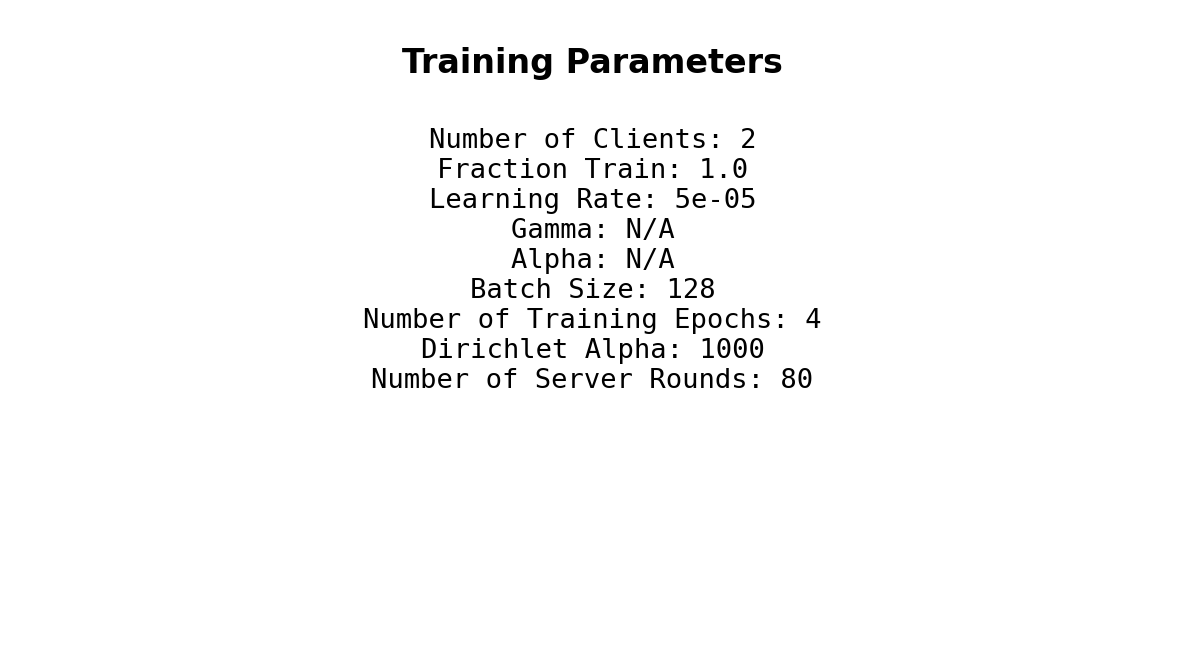 Training Parameters
Number of Clients: 2
Fraction Train: 1.0
Learning Rate: 5e-05
Gamma: N/A
Alpha: N/A
Batch Size: 128
Number of Training Epochs: 4
Dirichlet Alpha: 1000
Number of Server Rounds: 80